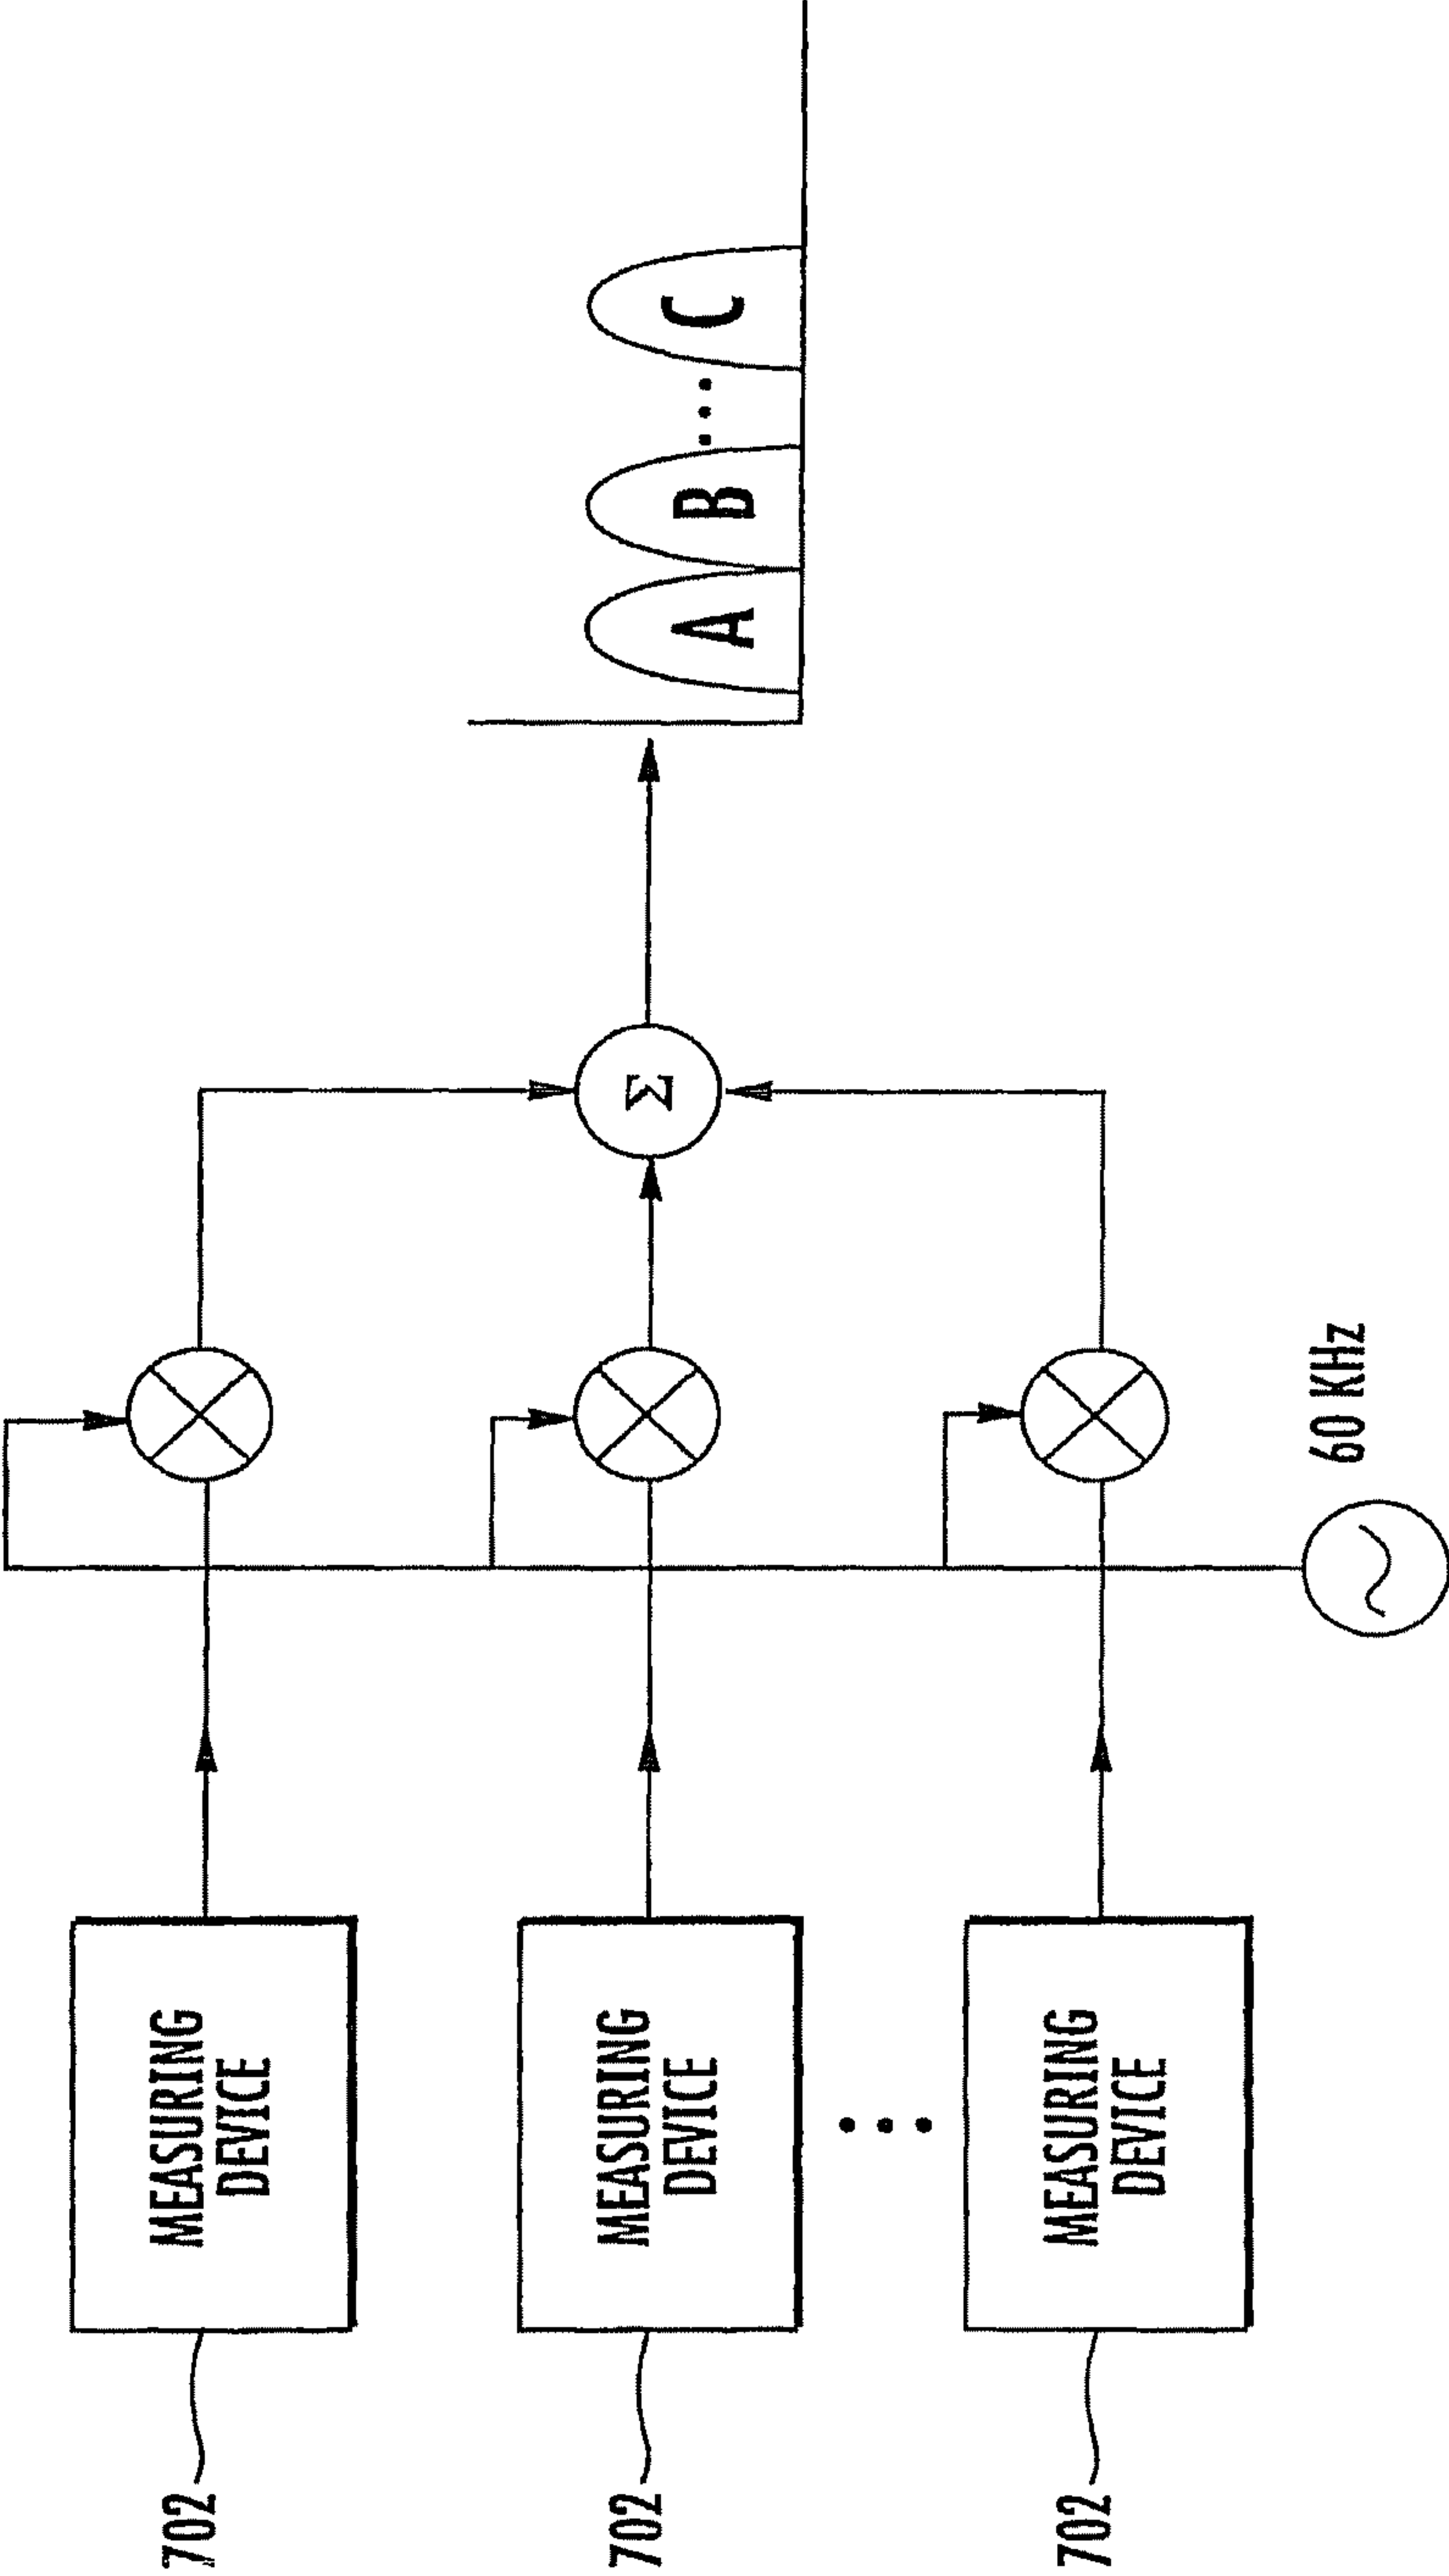 702
MEASURING
DEVICE
702
MEASURING
DEVICE
702
MEASURING
DEVICE
60 KHz
Σ
A
B
...
C